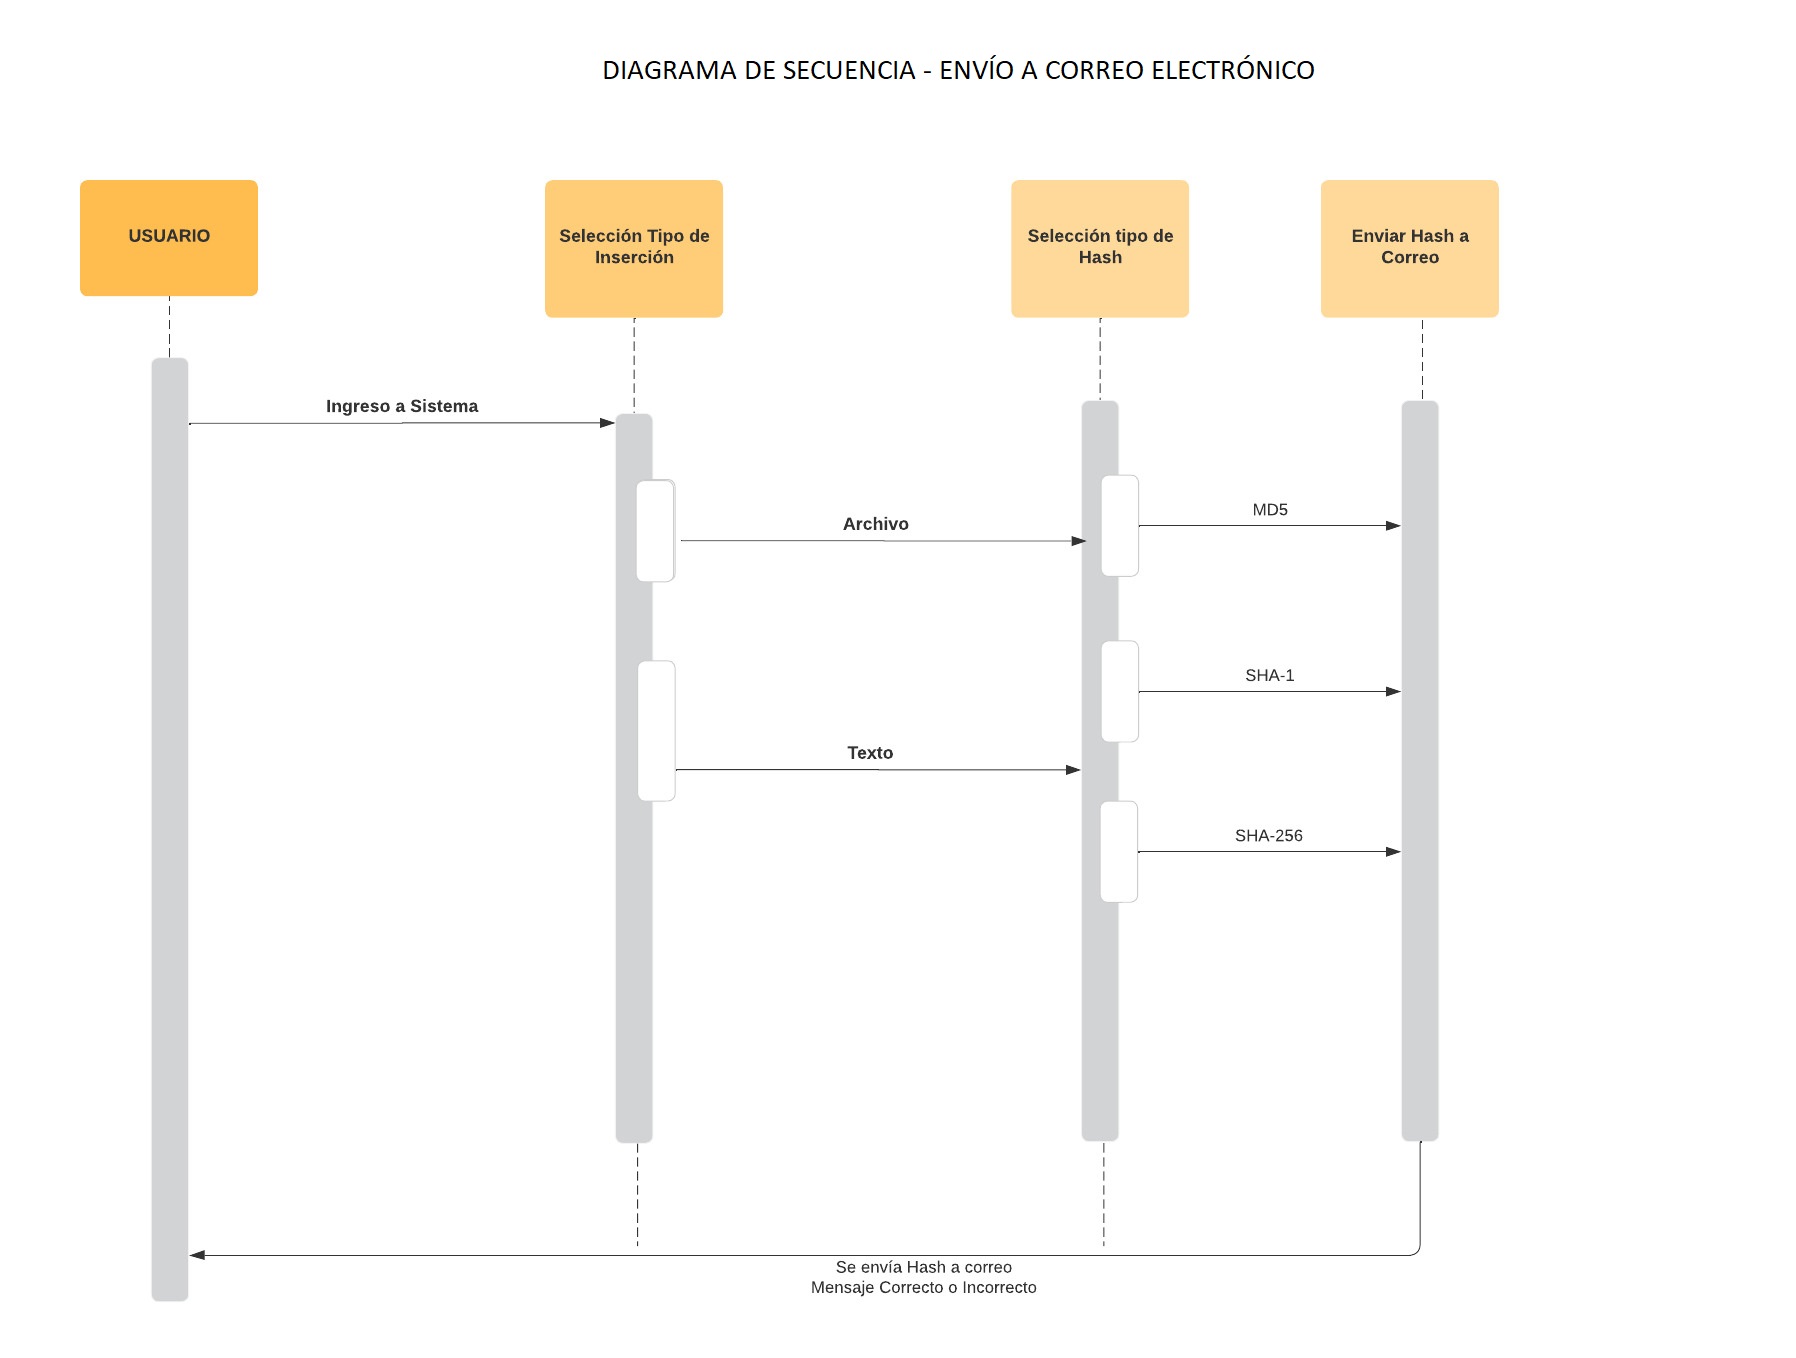 DIAGRAMA DE SECUENCIA - ENVÍO A CORREO ELECTRÓNICO
USUARIO
Selección Tipo de
Inserción
Selección tipo de
Hash
Enviar Hash a
Correo
Ingreso a Sistema
Archivo
MD5
SHA-1
Texto
SHA-256
Se envía Hash a correo
Mensaje Correcto o Incorrecto